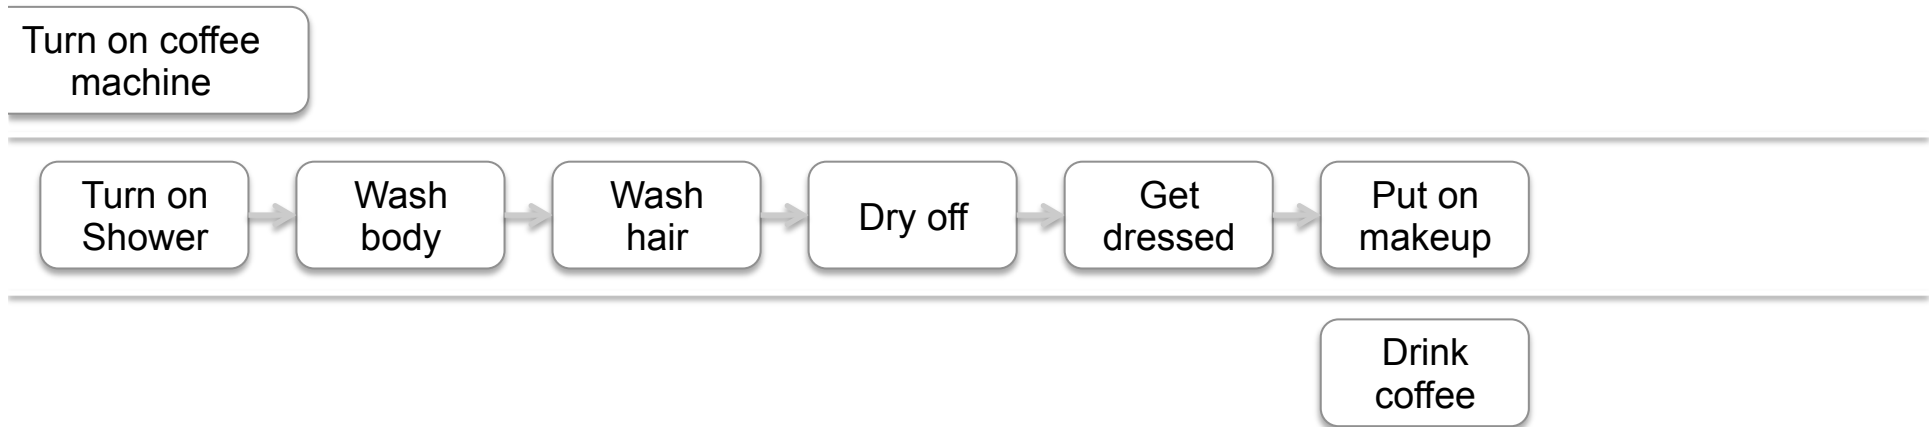 Turn on coffee
machine
Turn on
Shower
Wash
body
Wash
hair
Dry off
Get
dressed
Put on
makeup
Drink
coffee